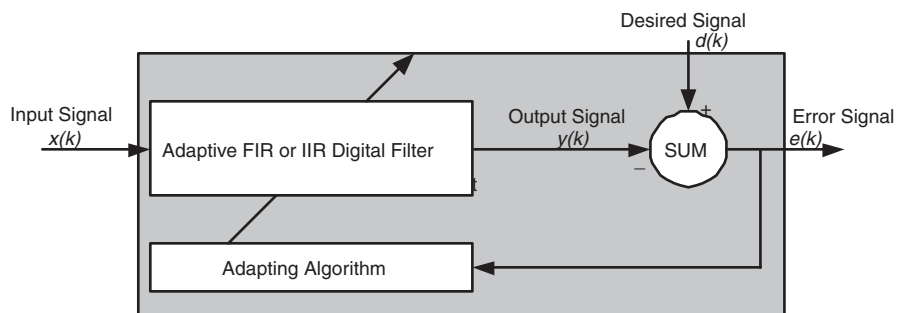 Desired Signal
d(k)
Input Signal
x(k)
Adaptive FIR or IIR Digital Filter
Output Signal
y(k)
+
SUM
−
Error Signal
e(k)
t
Adapting Algorithm